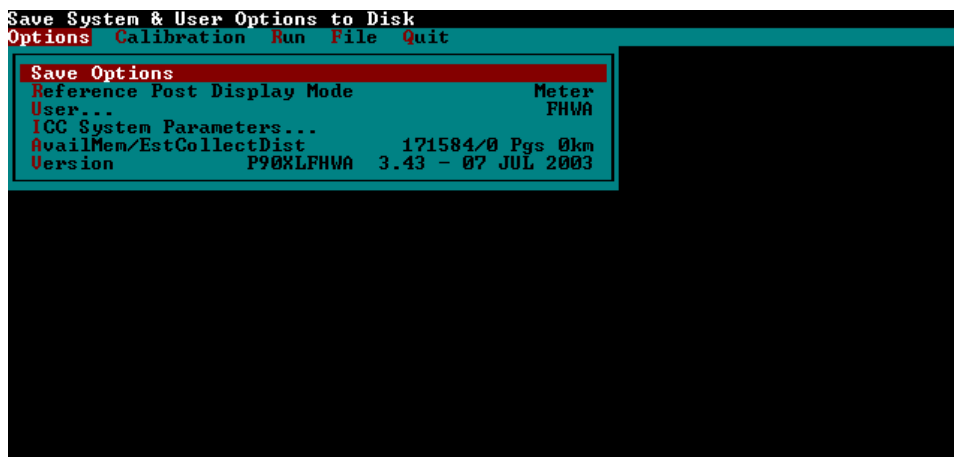 Save System & User Options to Disk
Options Calibration Run File Quit
Save Options
Reference Post Display Mode Meter
User... FHWA
ICC System Parameters...
AvailMem/EstCollectDist 171584/0 Pgs 0km
Version P90XLFHWA 3.43 - 07 JUL 2003